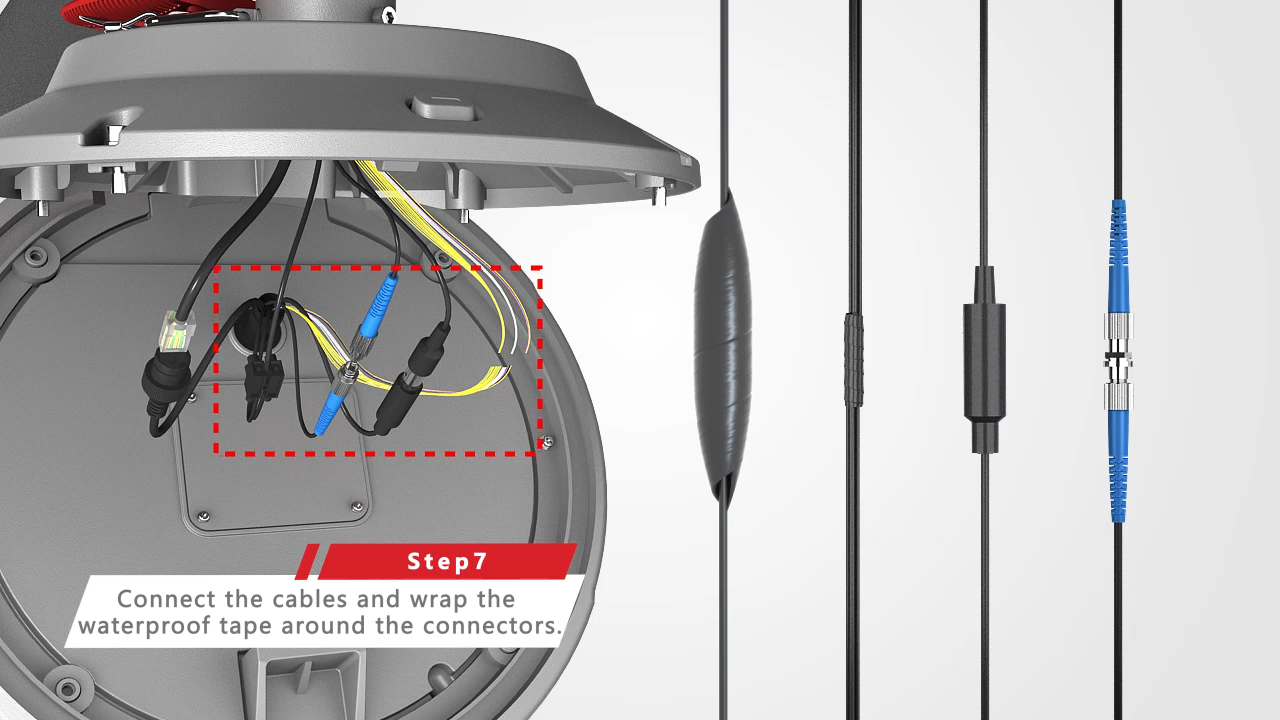 Step7
Connect the cables and wrap the
waterproof tape around the connectors.